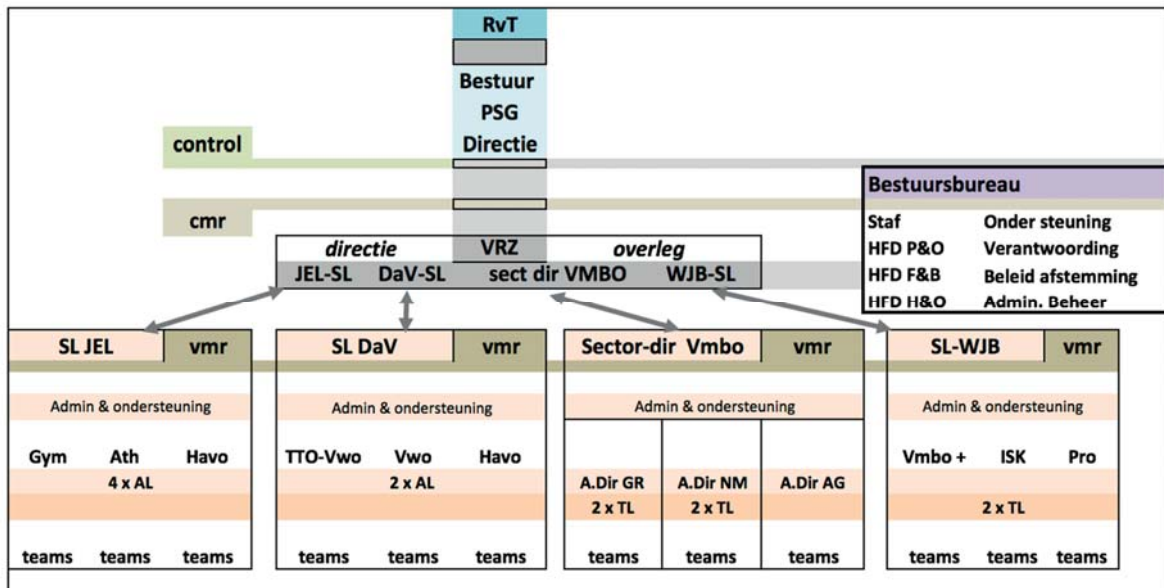 RvT
Bestuur
PSG
Directie
control
cmr
Bestuursbureau
Staf Onder steuning
HFD P&O Verantwoording
HFD F&B Beleid afstemming
HFD H&O Admin. Beheer
directie VRZ overleg
JEL-SL DaV-SL sect dir VMBO WJB-SL
SL JEL vmr SL DaV vmr Sector-dir Vmbo vmr SL-WJB vmr
Admin & ondersteuning Admin & ondersteuning Admin & ondersteuning Admin & ondersteuning
Gym Ath Havo TTO-Vwo Vwo Havo Vmbo + ISK Pro
4 x AL 2 x AL A.Dir GR A.Dir NM A.Dir AG
2 x TL 2 x TL 2 x TL
teams teams teams teams teams teams teams teams teams teams teams teams